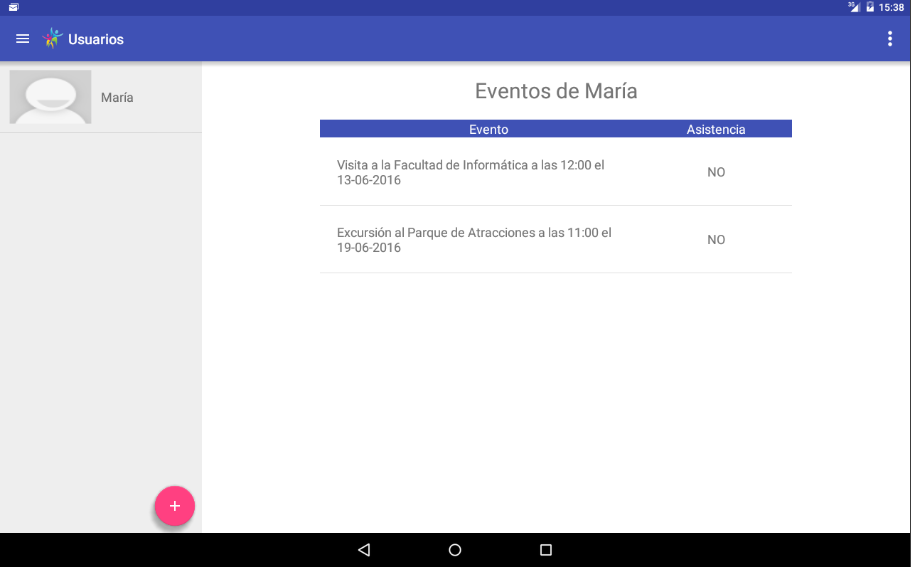 3G 15:38
Usuarios
María
Eventos de María
Evento Asistencia
Visita a la Facultad de Informática a las 12:00 el
13-06-2016
NO
Excursión al Parque de Atracciones a las 11:00 el
19-06-2016
NO